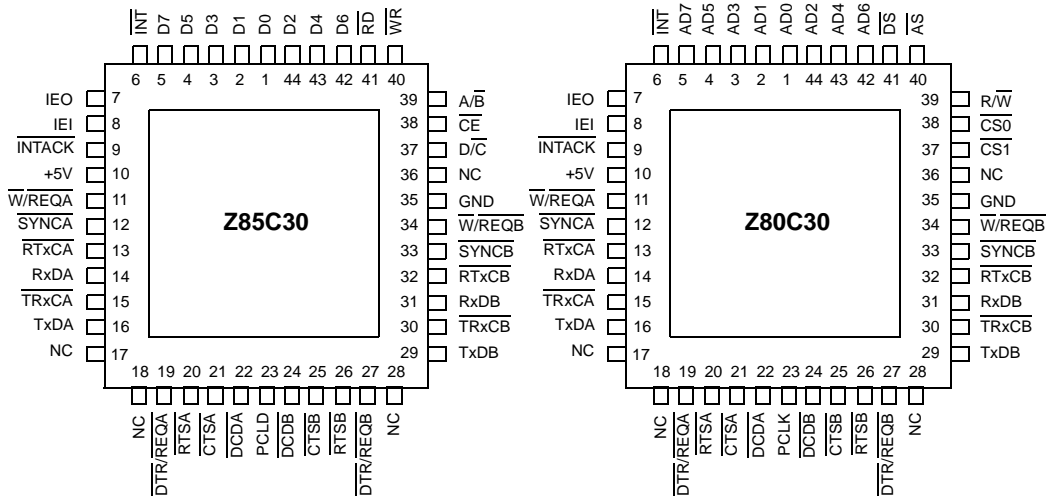 INT D7 D5 D3 D1 D0 D2 D4 D6 RD WR
6 5 4 3 2 1 44 43 42 41 40
IEO 7
IEI 8
INTACK 9
+5V 10
W/REQA 11
SYNCA 12
RTxCA 13
RxDA 14
TRxCA 15
TxDA 16
NC 17
Z85C30
39 A/B
38 CE
37 D/C
36 NC
35 GND
34 W/REQB
33 SYNCB
32 RTxCB
31 RxDB
30 TRxCB
29 TxDB
18 19 20 21 22 23 24 25 26 27 28
NC DTR/REQA RTSA CTSA DCDA PCLD DCDB CTSB RTSB DTR/REQB NC
INT AD7 AD5 AD3 AD1 AD0 AD2 AD4 AD6 DS AS
6 5 4 3 2 1 44 43 42 41 40
IEO 7
IEI 8
INTACK 9
+5V 10
W/REQA 11
SYNCA 12
RTxCA 13
RxDA 14
TRxCA 15
TxDA 16
NC 17
Z80C30
39 R/W
38 CS0
37 CS1
36 NC
35 GND
34 W/REQB
33 SYNCB
32 RTxCB
31 RxDB
30 TRxCB
29 TxDB
18 19 20 21 22 23 24 25 26 27 28
NC DTR/REQA RTSA CTSA DCDA PCLK DCDB CTSB RTSB DTR/REQB NC